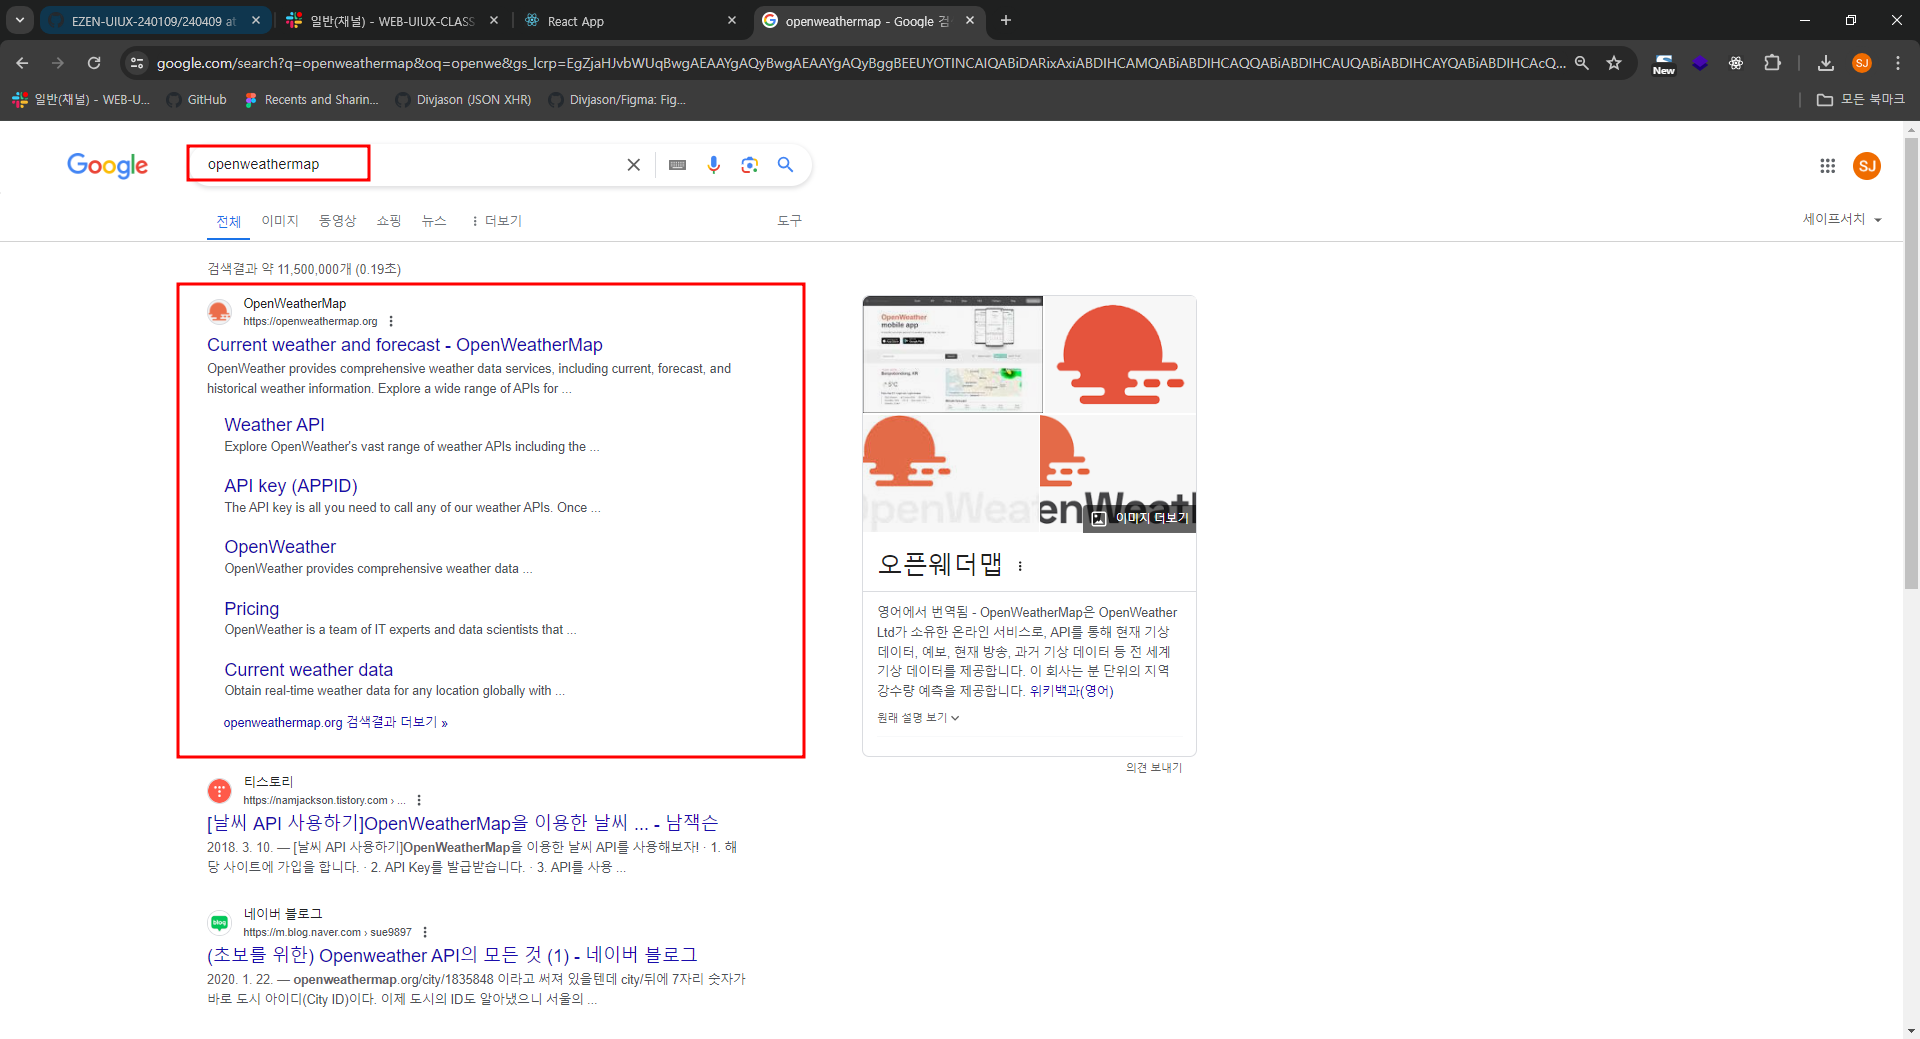 EZEN-UIUX-240109/240409 at
일반(채널) - WEB-UIUX-CLASS
React App
openweathermap - Google 검
google.com/search?q=openweathermap&oq=openwe&gs_lcrp=EgZjaHJvbWUqBwgAEAAYgAQyBwgAEAAYgAQyBggBEEUYOTINCAIQABiDARixAxiABDIHCAMQABiABDIHCAQQABiABDIHCAUQABiABDIHCAYQABiABDIHCAcQ...
New
SJ
일반(채널) - WEB-U...
GitHub
Recents and Sharin...
Divjason (JSON XHR)
Divjason/Figma: Fig...
모든 북마크
Google
openweathermap
SJ
전체
이미지
동영상
쇼핑
뉴스
더보기
도구
세이프서치
검색결과 약 11,500,000개 (0.19초)
OpenWeatherMap
https://openweathermap.org
Current weather and forecast - OpenWeatherMap
OpenWeather provides comprehensive weather data services, including current, forecast, and
historical weather information. Explore a wide range of APIs for ...
Weather API
Explore OpenWeather's vast range of weather APIs including the ...
API key (APPID)
The API key is all you need to call any of our weather APIs. Once ...
OpenWeather
OpenWeather provides comprehensive weather data ...
Pricing
OpenWeather is a team of IT experts and data scientists that ...
Current weather data
Obtain real-time weather data for any location globally with ...
openweathermap.org 검색결과 더보기 »
티스토리
https://namjackson.tistory.com › ...
[날씨 API 사용하기]OpenWeatherMap을 이용한 날씨 ... - 남잭슨
2018. 3. 10. — [날씨 API 사용하기]OpenWeatherMap을 이용한 날씨 API를 사용해보자! · 1. 해
당 사이트에 가입을 합니다. · 2. API Key를 발급받습니다. · 3. API를 사용 ...
네이버 블로그
https://m.blog.naver.com › sue9897
(초보를 위한) Openweather API의 모든 것 (1) - 네이버 블로그
2020. 1. 22. — openweathermap.org/city/1835848 이라고 써져 있을텐데 city/뒤에 7자리 숫자가
바로 도시 아이디(City ID)이다. 이제 도시의 ID도 알아냈으니 서울의 ...
OpenWeather
mobile app
penWea
enWeath
이미지 더보기
오픈웨더맵
영어에서 번역됨 - OpenWeatherMap은 OpenWeather
Ltd가 소유한 온라인 서비스로, API를 통해 현재 기상
데이터, 예보, 현재 방송, 과거 기상 데이터 등 전 세계
기상 데이터를 제공합니다. 이 회사는 분 단위의 지역
강수량 예측을 제공합니다. 위키백과(영어)
원래 설명 보기
의견 보내기